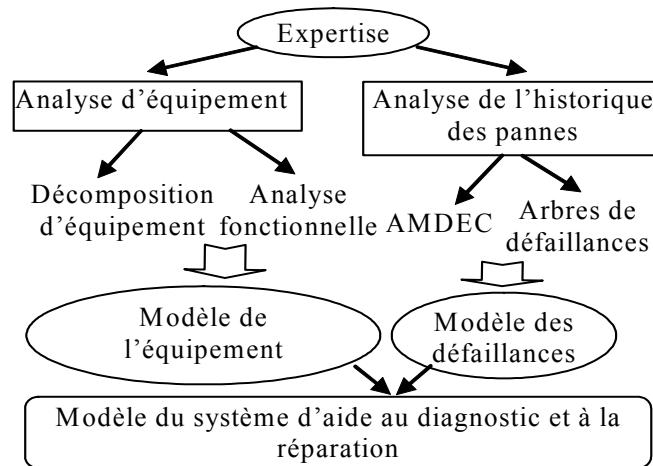 Expertise
Analyse d'équipement
Analyse de l'historique
des pannes
Décomposition
d'équipement
Analyse
fonctionnelle
AMDEC
Arbres de
défaillances
Modèle de
l'équipement
Modèle des
défaillances
Modèle du système d'aide au diagnostic et à la
réparation